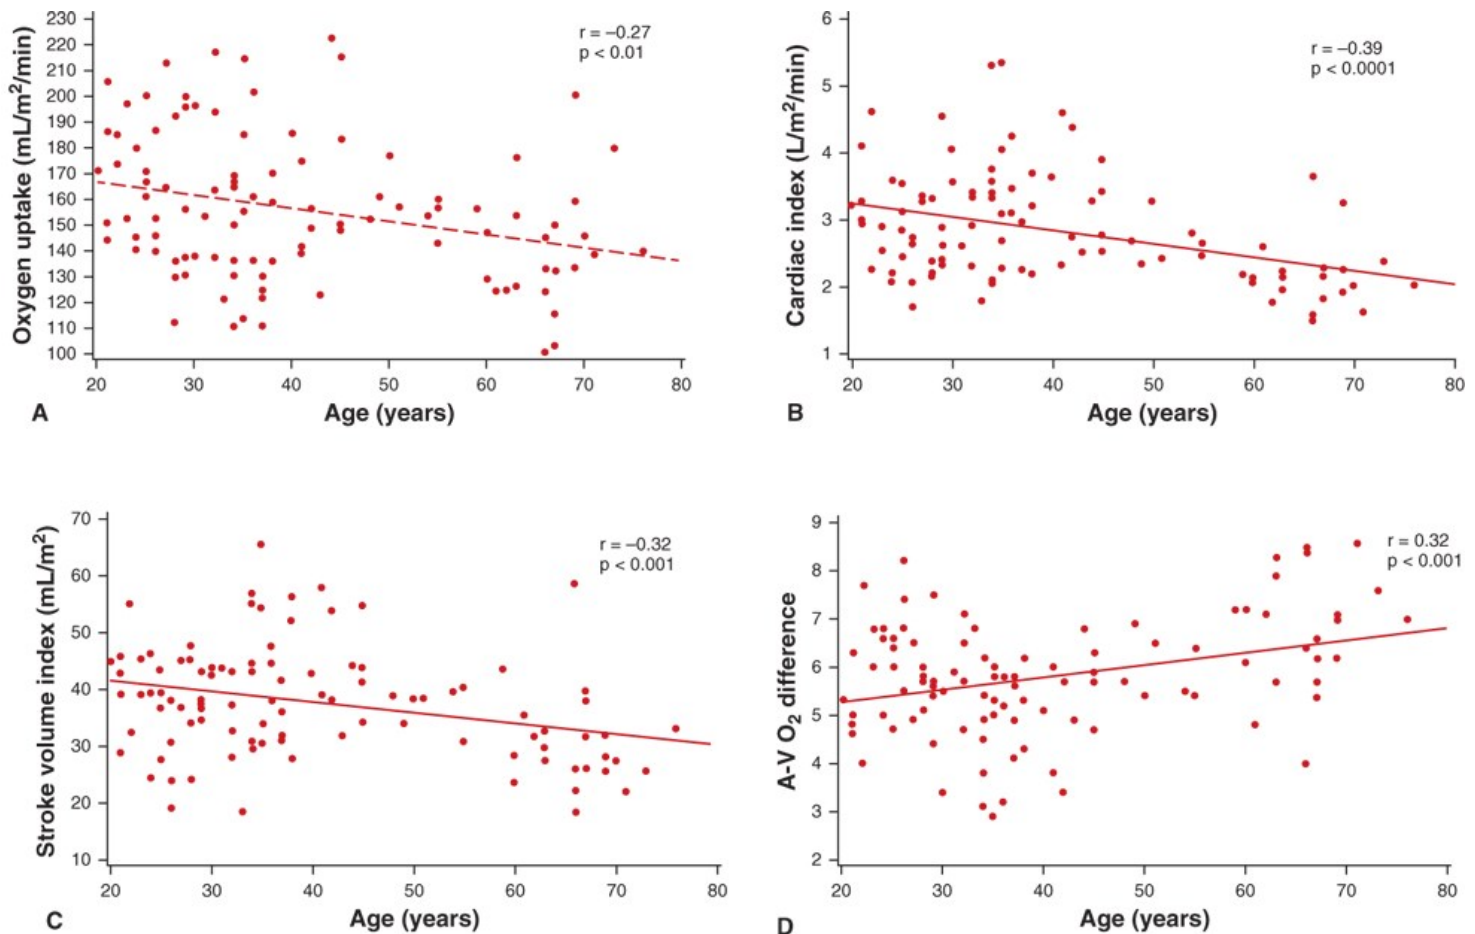 Oxygen uptake (mL/m²/min)
230
220
210
200
190
180
170
160
150
140
130
120
110
100
r = –0.27
p < 0.01
20 30 40 50 60 70 80
Age (years)
A
Cardiac index (L/m²/min)
6
5
4
3
2
1
r = –0.39
p < 0.0001
20 30 40 50 60 70 80
Age (years)
B
Stroke volume index (mL/m²)
70
60
50
40
30
20
10
r = –0.32
p < 0.001
20 30 40 50 60 70 80
Age (years)
C
A-V O₂ difference
9
8
7
6
5
4
3
2
r = 0.32
p < 0.001
20 30 40 50 60 70 80
Age (years)
D